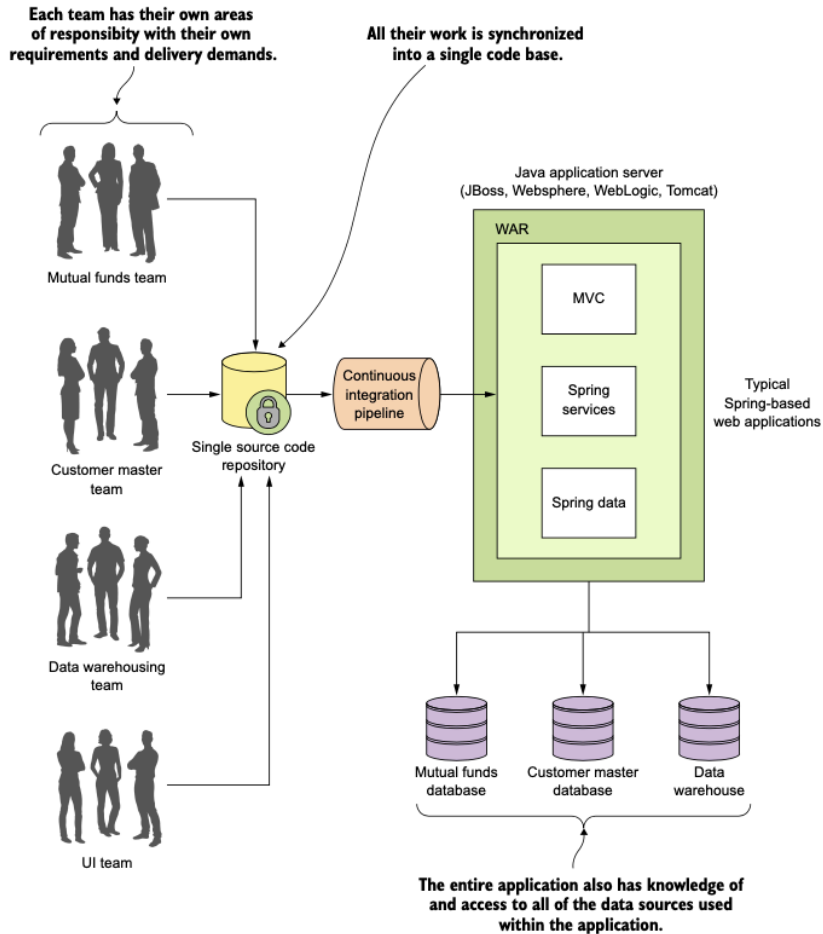 Each team has their own areas
of responsibity with their own
requirements and delivery demands.
All their work is synchronized
into a single code base.
Mutual funds team
Customer master
team
Data warehousing
team
UI team
Single source code
repository
Continuous
integration
pipeline
Java application server
(JBoss, Websphere, WebLogic, Tomcat)
WAR
MVC
Spring
services
Spring data
Typical
Spring-based
web applications
Mutual funds
database
Customer master
database
Data
warehouse
The entire application also has knowledge of
and access to all of the data sources used
within the application.